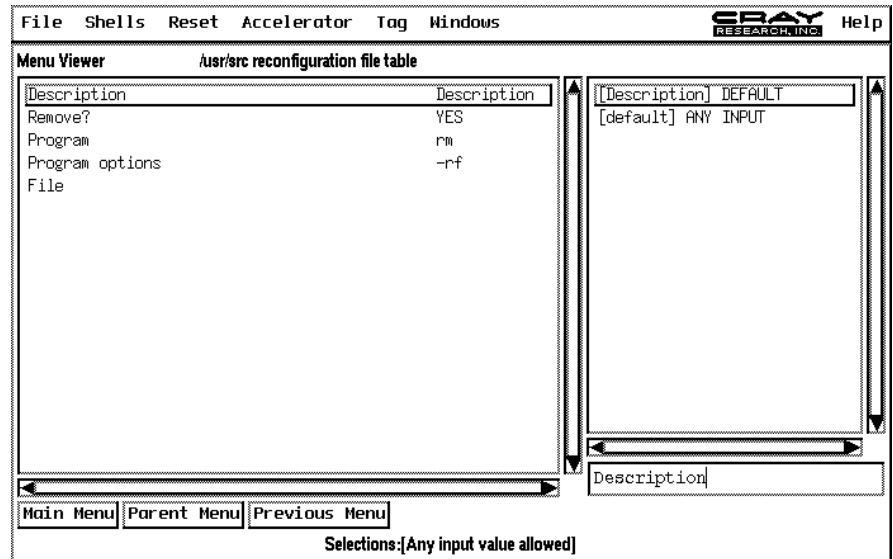 File Shells Reset Accelerator Tag Windows CRAY RESEARCH, INC. Help
Menu Viewer /usr/src reconfiguration file table
Description Description
Remove? YES
Program rm
Program options -rf
File
[Description] DEFAULT
[default] ANY INPUT
Description
Main Menu Parent Menu Previous Menu
Selections:[Any input value allowed]